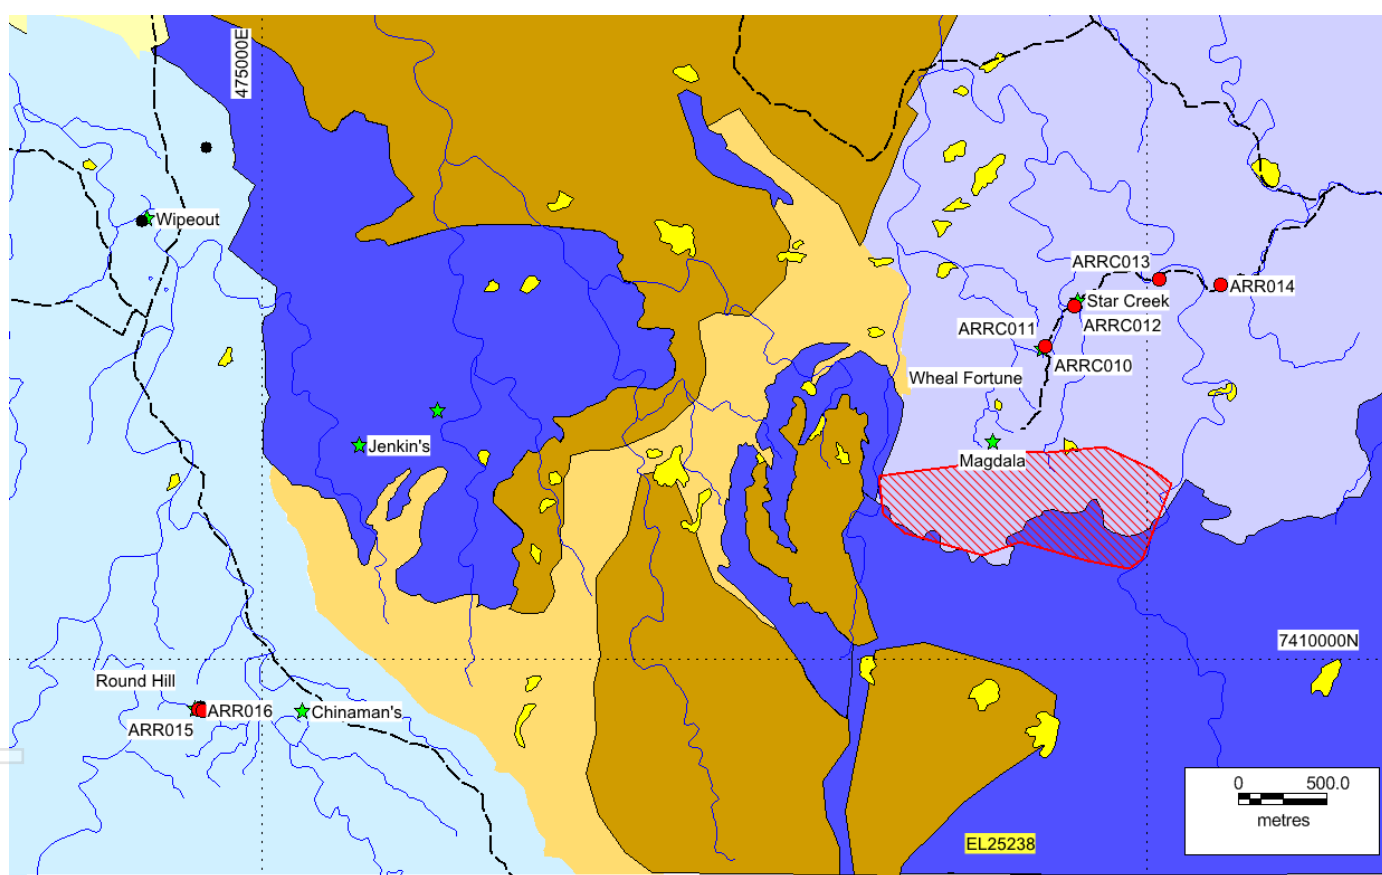 475000E
Wipeout
ARRC013
ARR014
Star Creek
ARRC011
ARRC012
ARRC010
Wheal Fortune
Jenkin's
Magdala
7410000N
Round Hill
ARR016
Chinaman's
ARR015
0 500.0
metres
EL25238